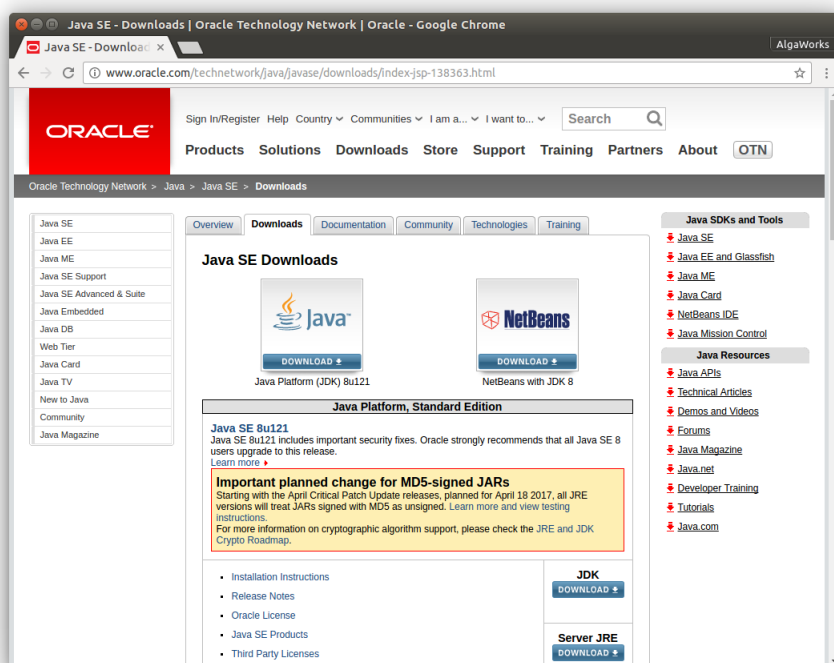 Java SE - Downloads | Oracle Technology Network | Oracle - Google Chrome
Java SE - Download
AlgaWorks
www.oracle.com/technetwork/java/javase/downloads/index-jsp-138363.html
ORACLE
Sign In/Register Help Country Communities I am a... I want to... Search
Products Solutions Downloads Store Support Training Partners About OTN
Oracle Technology Network > Java > Java SE > Downloads
Java SE
Java EE
Java ME
Java SE Support
Java SE Advanced & Suite
Java Embedded
Java DB
Web Tier
Java Card
Java TV
New to Java
Community
Java Magazine
Overview Downloads Documentation Community Technologies Training
Java SE Downloads
Java
DOWNLOAD
Java Platform (JDK) 8u121
NetBeans
DOWNLOAD
NetBeans with JDK 8
Java Platform, Standard Edition
Java SE 8u121
Java SE 8u121 includes important security fixes. Oracle strongly recommends that all Java SE 8
users upgrade to this release.
Learn more
Important planned change for MD5-signed JARs
Starting with the April Critical Patch Update releases, planned for April 18 2017, all JRE
versions will treat JARs signed with MD5 as unsigned. Learn more and view testing
instructions.
For more information on cryptographic algorithm support, please check the JRE and JDK
Crypto Roadmap.
Installation Instructions
Release Notes
Oracle License
Java SE Products
Third Party Licenses
JDK
DOWNLOAD
Server JRE
DOWNLOAD
Java SDKs and Tools
Java SE
Java EE and Glassfish
Java ME
Java Card
NetBeans IDE
Java Mission Control
Java Resources
Java APIs
Technical Articles
Demos and Videos
Forums
Java Magazine
Java.net
Developer Training
Tutorials
Java.com